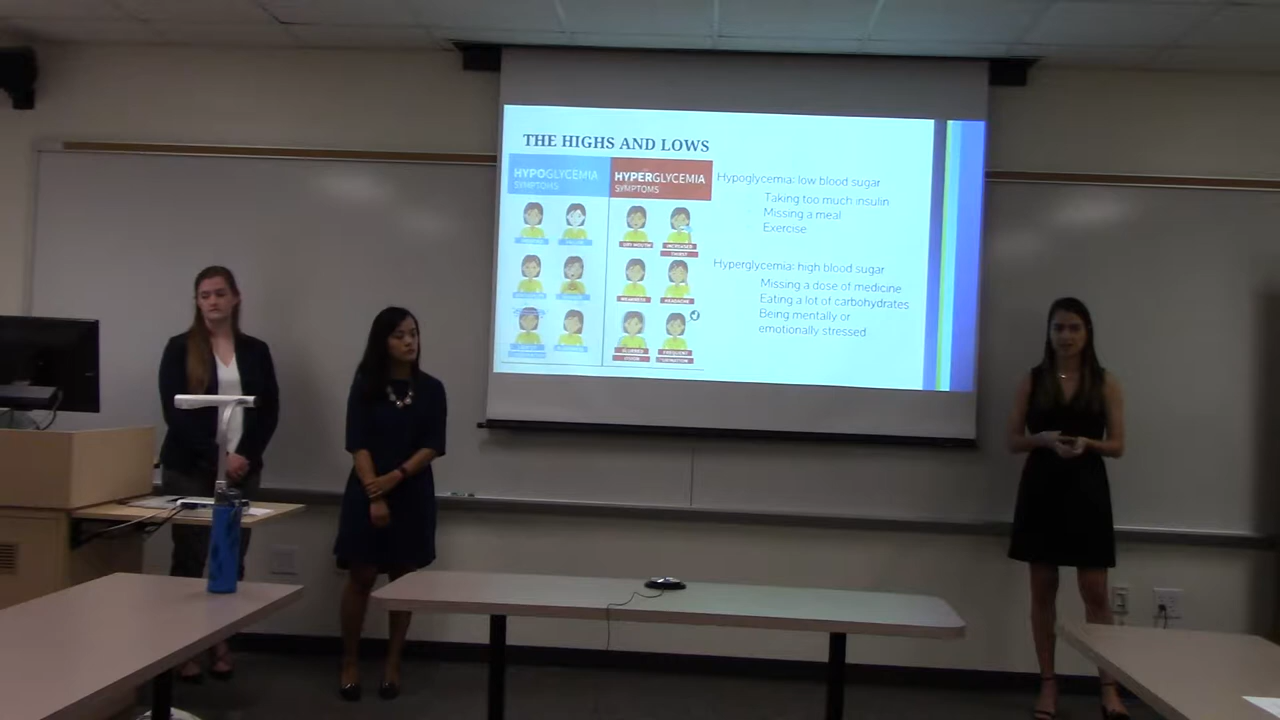 THE HIGHS AND LOWS
HYPOGLYCEMIA
SYMPTOMS
HYPERGLYCEMIA
SYMPTOMS
DRY MOUTH
INCREASED
THIRST
WEAKNESS
HEADACHE
BLURRED
VISION
FREQUENT
URINATION
Hypoglycemia: low blood sugar
Taking too much insulin
Missing a meal
Exercise
Hyperglycemia: high blood sugar
Missing a dose of medicine
Eating a lot of carbohydrates
Being mentally or
emotionally stressed